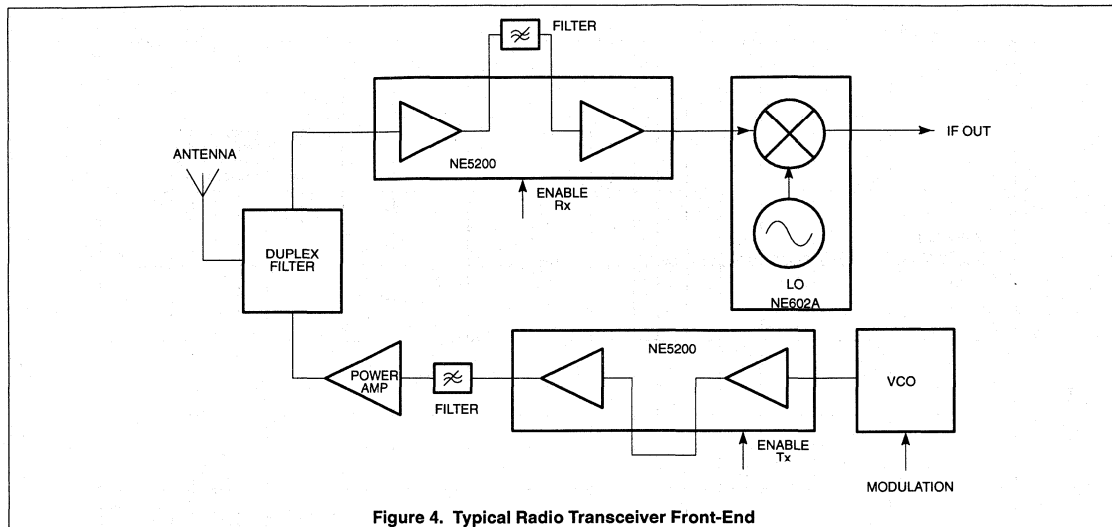 FILTER
NE5200
ENABLE
Rx
IF OUT
LO
NE602A
ANTENNA
DUPLEX
FILTER
POWER
AMP
FILTER
NE5200
ENABLE
Tx
VCO
MODULATION
Figure 4. Typical Radio Transceiver Front-End